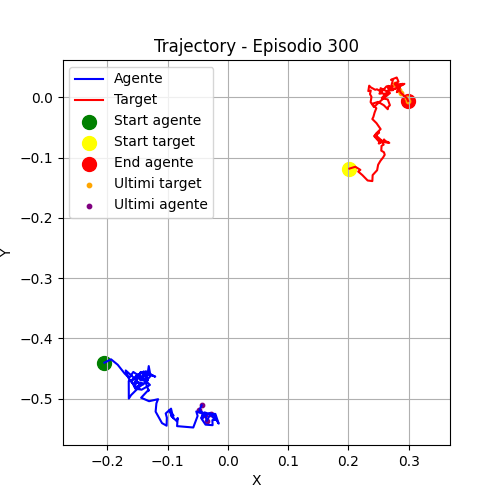 Trajectory - Episodio 300
Agente
Target
Start agente
Start target
End agente
Ultimi target
Ultimi agente
0.0
−0.1
−0.2
−0.3
−0.4
−0.5
Y
−0.2
−0.1
0.0
0.1
0.2
0.3
X